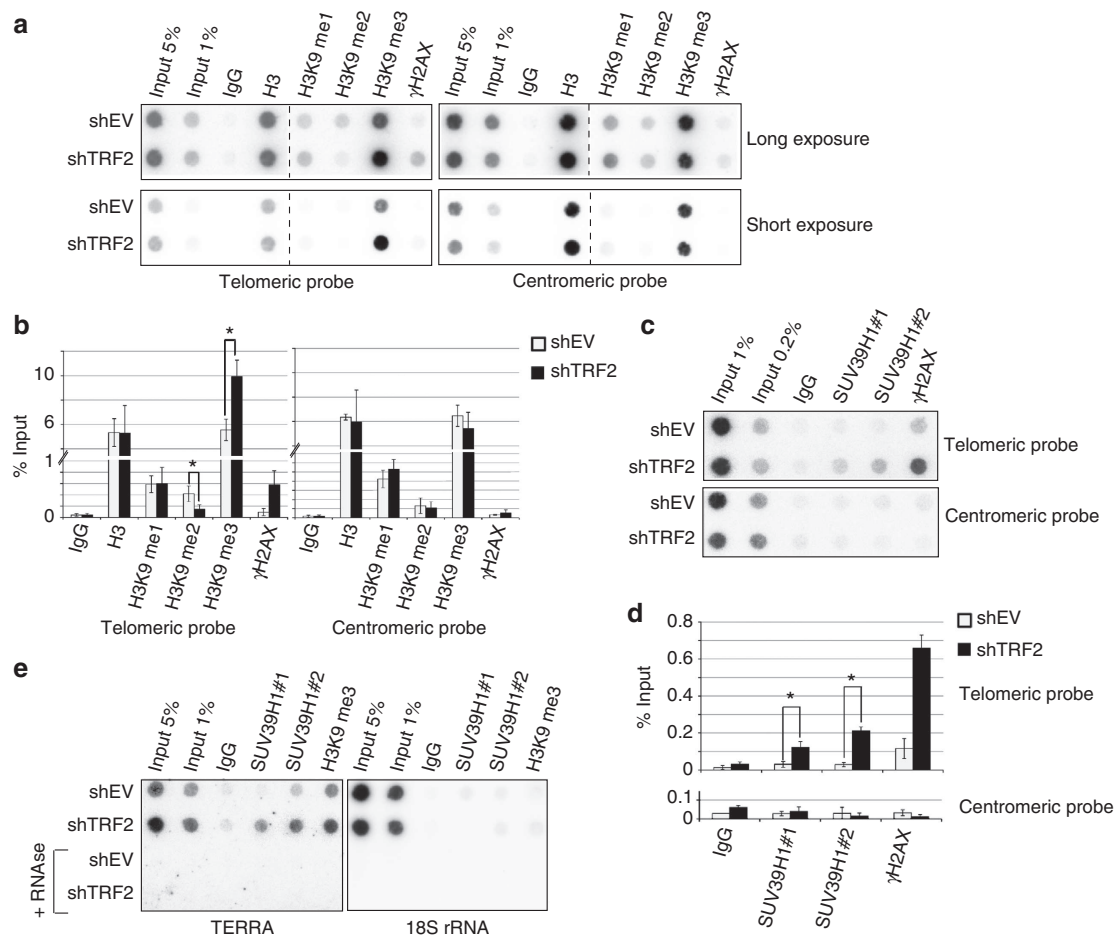 a
Input 5% Input 1% IgG H3 H3K9 me1 H3K9 me2 H3K9 me3 γH2AX Input 5% Input 1% IgG H3 H3K9 me1 H3K9 me2 H3K9 me3 γH2AX
shEV
shTRF2
Long exposure
shEV
shTRF2
Short exposure
Telomeric probe Centromeric probe
b
% Input
10
6
1
0
* *
shEV
shTRF2
IgG H3 H3K9 me1 H3K9 me2 H3K9 me3 γH2AX IgG H3 H3K9 me1 H3K9 me2 H3K9 me3 γH2AX
Telomeric probe Centromeric probe
c
Input 1% Input 0.2% IgG SUV39H1#1 SUV39H1#2 γH2AX
shEV
shTRF2
Telomeric probe
shEV
shTRF2
Centromeric probe
d
% Input
0.8
0.6
0.4
0.2
0
* *
shEV
shTRF2
Telomeric probe
0.1
0
Centromeric probe
IgG SUV39H1#1 SUV39H1#2 γH2AX
e
Input 5% Input 1% IgG SUV39H1#1 SUV39H1#2 H3K9 me3 Input 5% Input 1% IgG SUV39H1#1 SUV39H1#2 H3K9 me3
shEV
shTRF2
+ RNAse
shEV
shTRF2
TERRA 18S rRNA